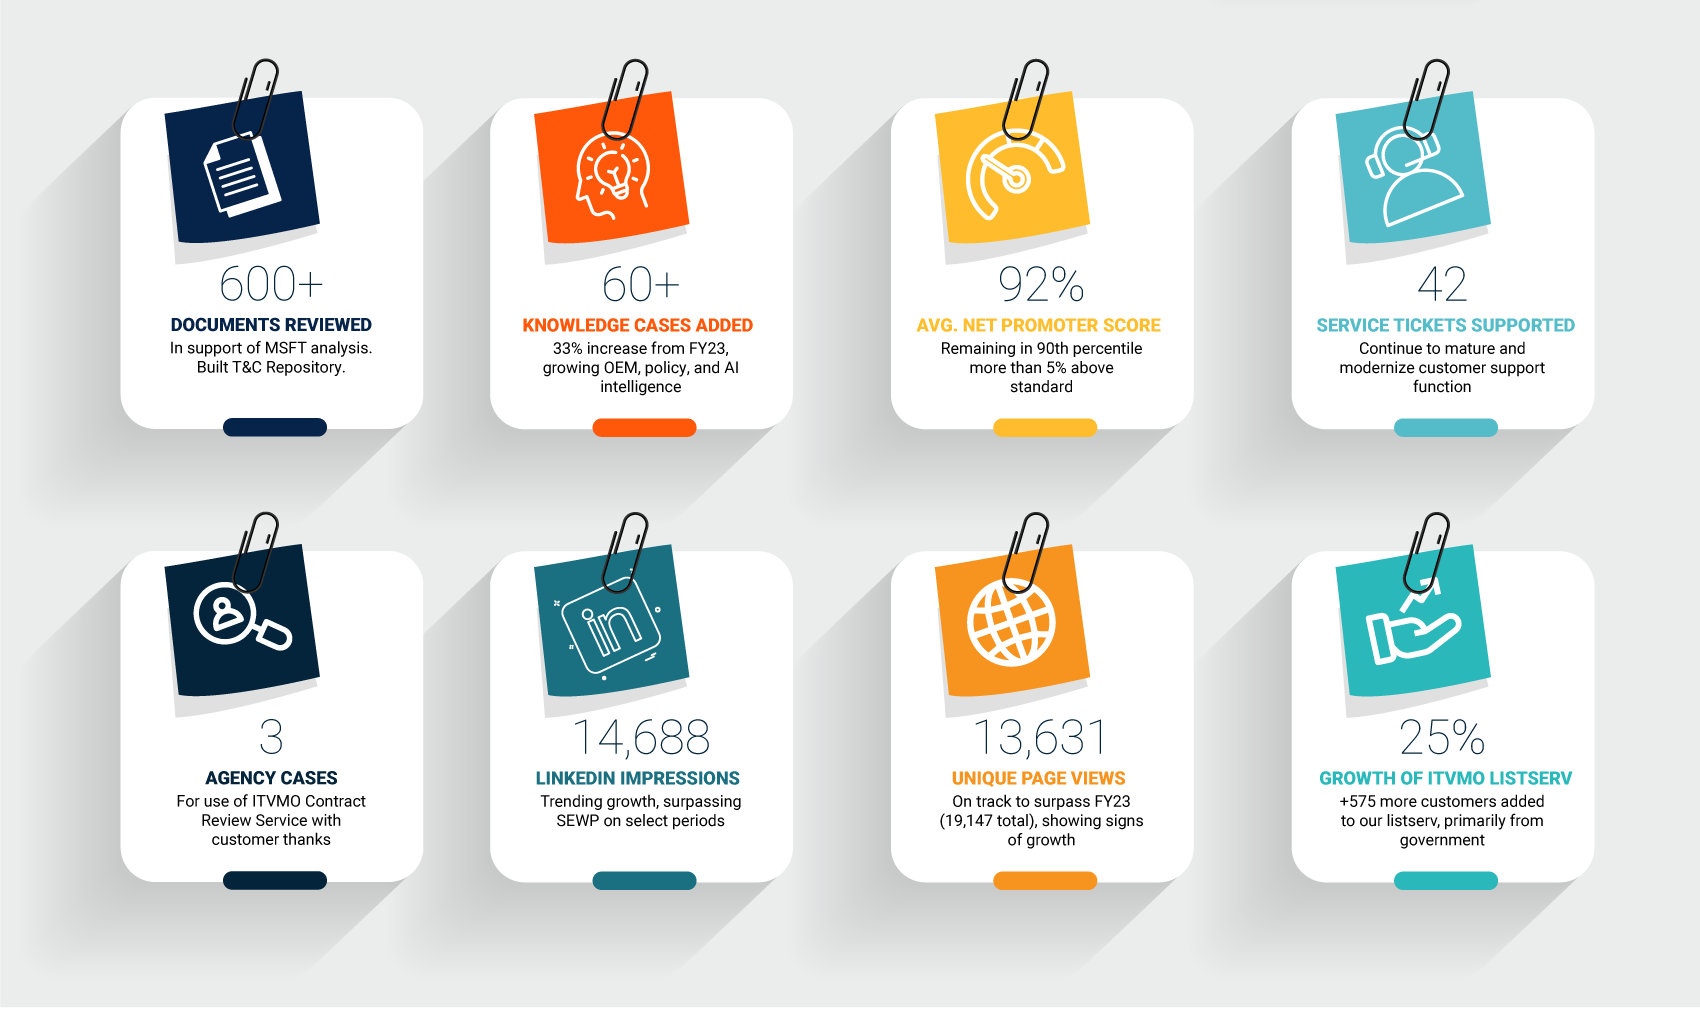 600+
DOCUMENTS REVIEWED
In support of MSFT analysis.
Built T&C Repository.
60+
KNOWLEDGE CASES ADDED
33% increase from FY23,
growing OEM, policy, and AI
intelligence
92%
AVG. NET PROMOTER SCORE
Remaining in 90th percentile
more than 5% above
standard
42
SERVICE TICKETS SUPPORTED
Continue to mature and
modernize customer support
function
3
AGENCY CASES
For use of ITVMO Contract
Review Service with
customer thanks
in
14,688
LINKEDIN IMPRESSIONS
Trending growth, surpassing
SEWP on select periods
13,631
UNIQUE PAGE VIEWS
On track to surpass FY23
(19,147 total), showing signs
of growth
25%
GROWTH OF ITVMO LISTSERV
+575 more customers added
to our listserv, primarily from
government